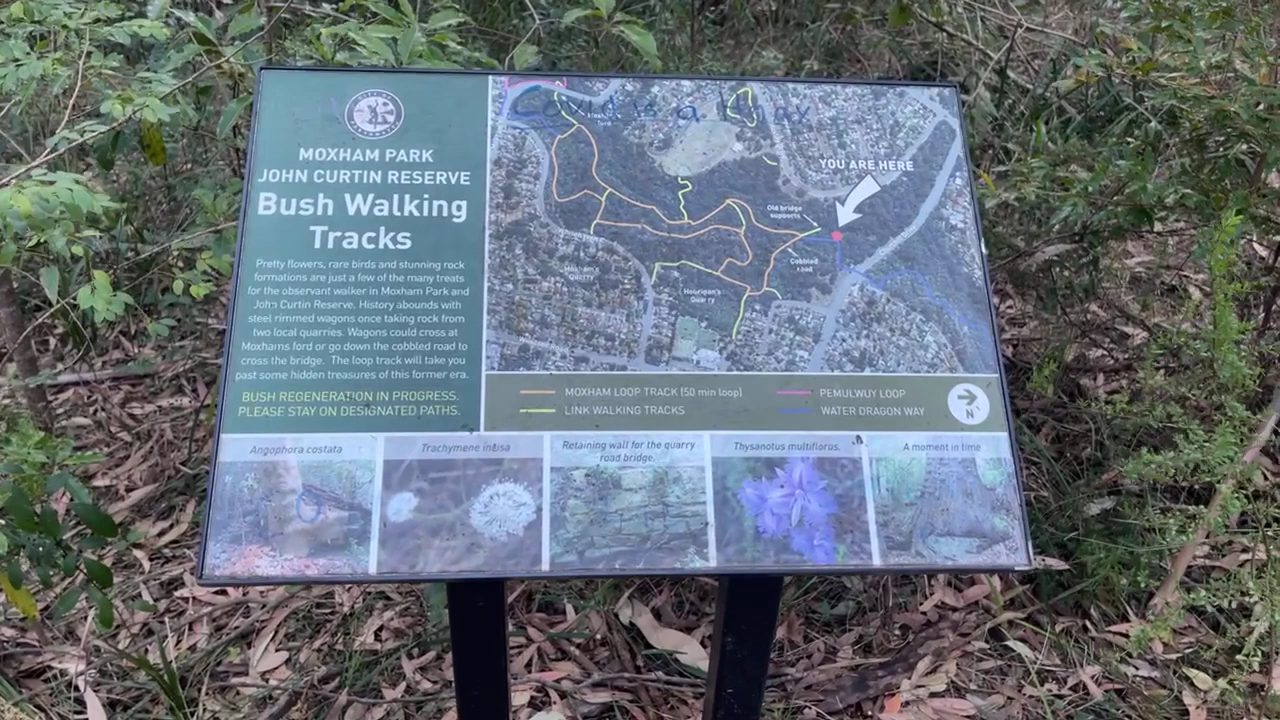 MOXHAM PARK
JOHN CURTIN RESERVE
Bush Walking
Tracks
Pretty flowers, rare birds and stunning rock
formations are just a few of the many treats
for the observant walker in Moxham Park and
John Curtin Reserve. History abounds with
steel rimmed wagons once taking rock from
two local quarries. Wagons could cross at
Moxhams ford or go down the cobbled road to
cross the bridge. The loop track will take you
past some hidden treasures of this former era.
BUSH REGENERATION IN PROGRESS.
PLEASE STAY ON DESIGNATED PATHS.
Covid is a Hoax
YOU ARE HERE
Old bridge
supports
Cobbled
road
Moxham's
Quarry
Hourigan's
Quarry
MOXHAM LOOP TRACK (50 min loop)
LINK WALKING TRACKS
PEMULWUY LOOP
WATER DRAGON WAY
N
Angophora costata
Trachymene incisa
Retaining wall for the quarry
road bridge.
Thysanotus multiflorus.
A moment in time